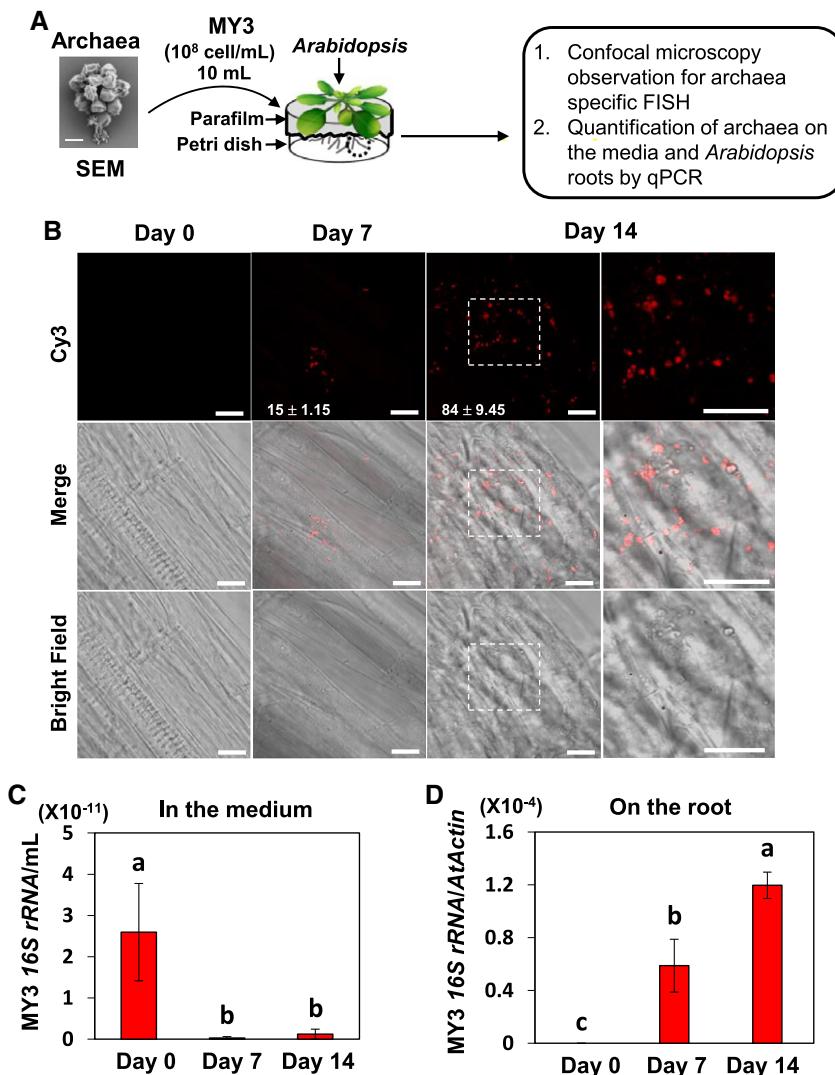 A
Archaea
SEM
MY3
(10⁸ cell/mL)
10 mL
Arabidopsis
Parafilm
Petri dish
1. Confocal microscopy
observation for archaea
specific FISH
2. Quantification of archaea on
the media and Arabidopsis
roots by qPCR
B
Day 0
Day 7
Day 14
Cy3
15 ± 1.15
84 ± 9.45
Merge
Bright Field
C
(X10⁻¹¹)
In the medium
MY3 16S rRNA/mL
5
4
3
2
1
0
a
b
b
Day 0
Day 7
Day 14
D
(X10⁻⁴)
On the root
MY3 16S rRNA/AtActin
1.6
1.2
0.8
0.4
0
c
b
a
Day 0
Day 7
Day 14